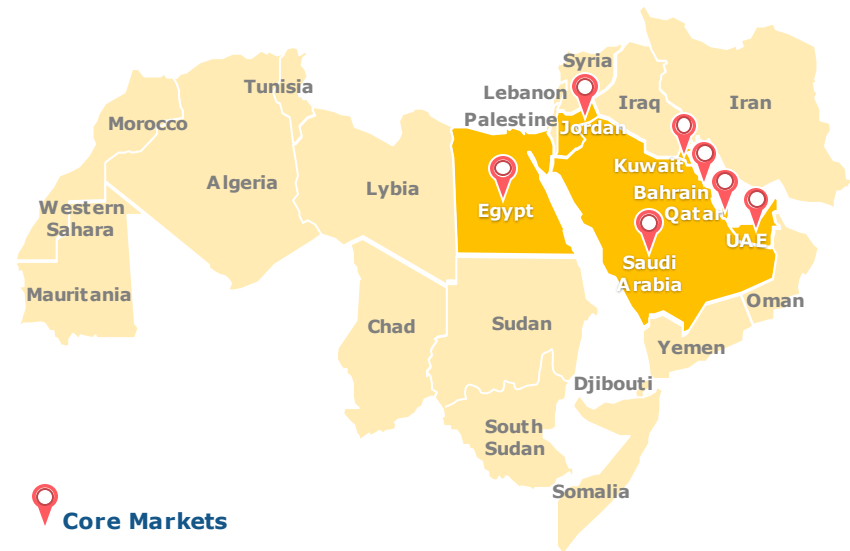 Syria
Tunisia
Lebanon
Iraq
Iran
Palestine
Morocco
Jordan
Kuwait
Algeria
Lybia
Bahrain
Western
Sahara
Egypt
Qatar
UAE
Saudi
Arabia
Mauritania
Oman
Chad
Sudan
Yemen
Djibouti
South
Sudan
Somalia
Core Markets